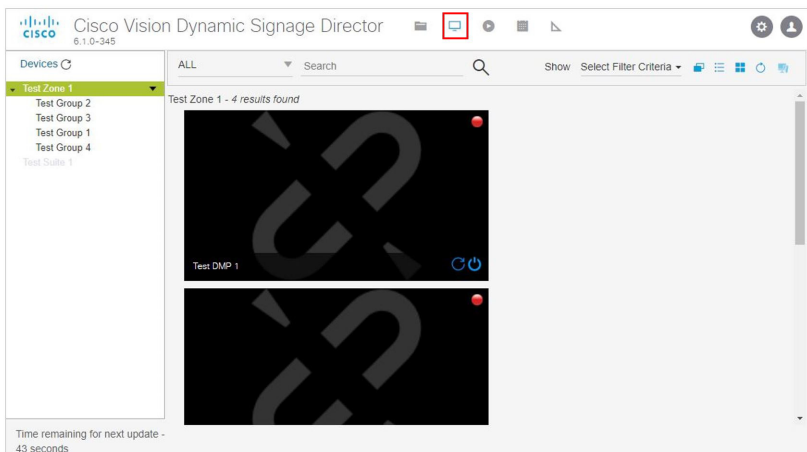 CISCO
Cisco Vision Dynamic Signage Director
6.1.0-345
Devices
ALL
Search
Show Select Filter Criteria
Test Zone 1
Test Group 2
Test Group 3
Test Group 1
Test Group 4
Test Suite 1
Test Zone 1 - 4 results found
Test DMP 1
Time remaining for next update -
43 seconds